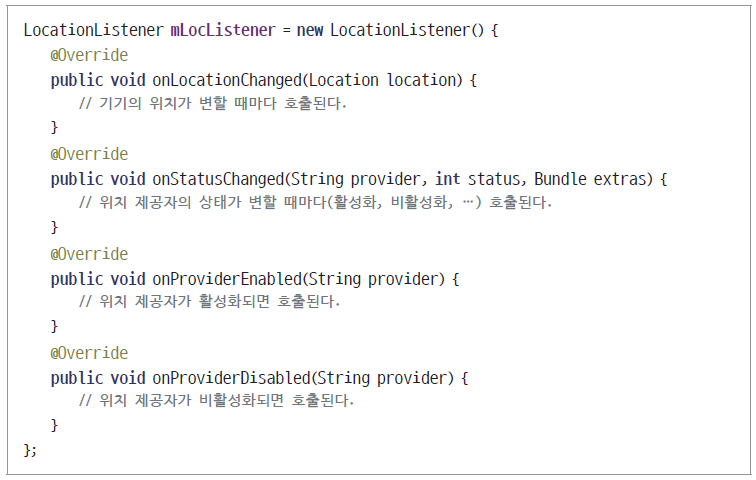 LocationListener mLocListener = new LocationListener() {
@Override
public void onLocationChanged(Location location) {
// 기기의 위치가 변할 때마다 호출된다.
}
@Override
public void onStatusChanged(String provider, int status, Bundle extras) {
// 위치 제공자의 상태가 변할 때마다(활성화, 비활성화, …) 호출된다.
}
@Override
public void onProviderEnabled(String provider) {
// 위치 제공자가 활성화되면 호출된다.
}
@Override
public void onProviderDisabled(String provider) {
// 위치 제공자가 비활성화되면 호출된다.
}
};